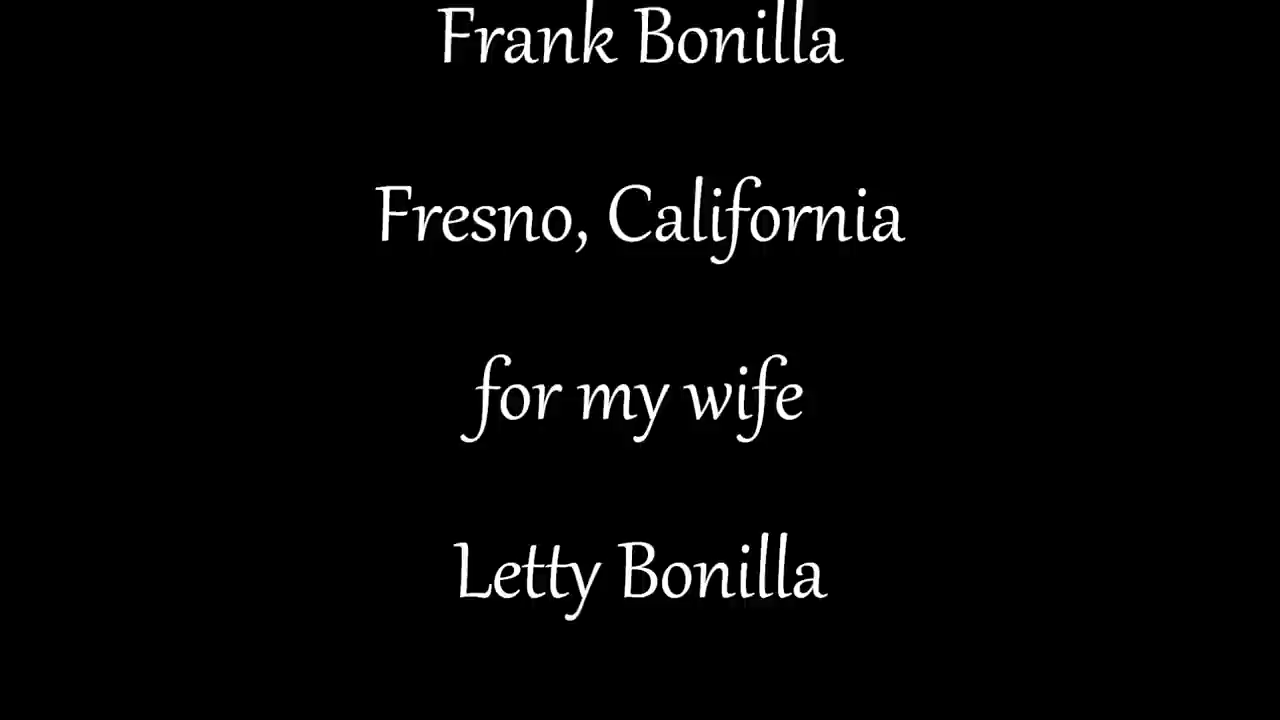 Frank Bonilla
Fresno, California
for my wife
Letty Bonilla